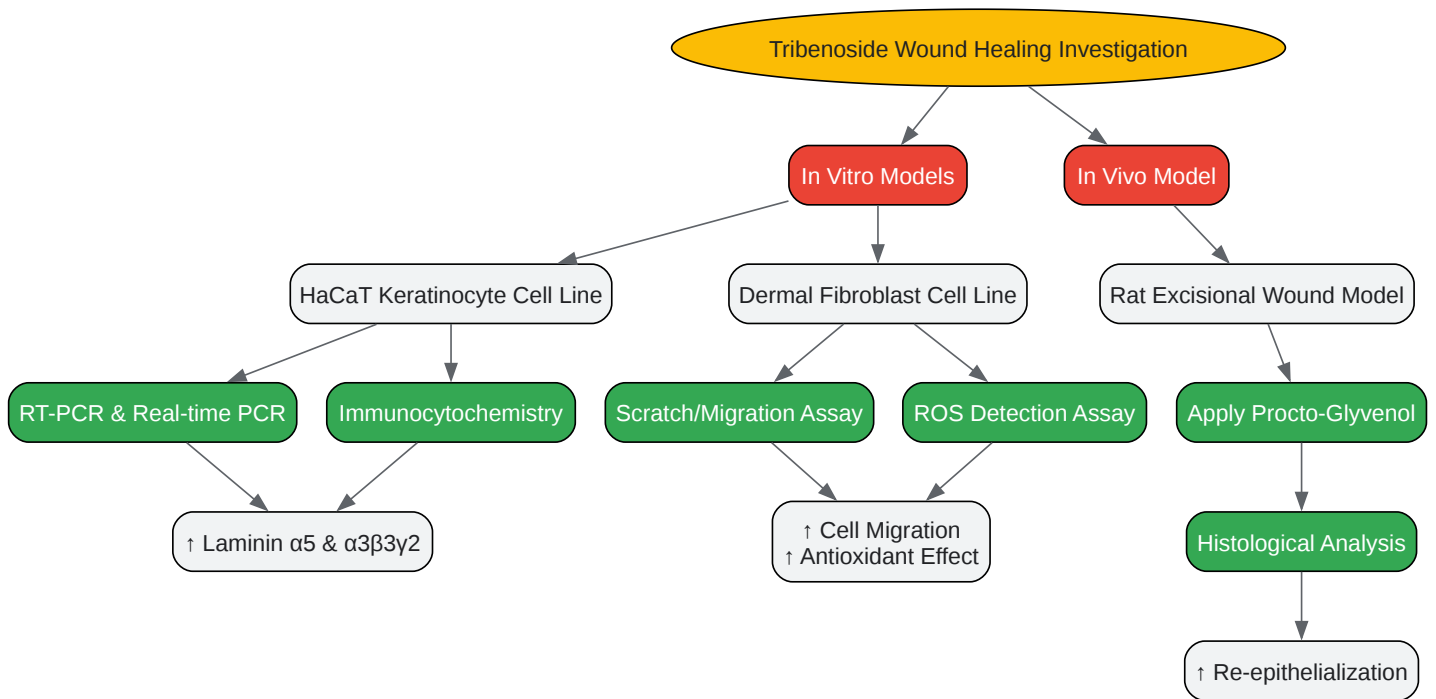 Tribenoside Wound Healing Investigation
In Vitro Models
In Vivo Model
HaCaT Keratinocyte Cell Line
Dermal Fibroblast Cell Line
Rat Excisional Wound Model
RT-PCR & Real-time PCR
Immunocytochemistry
Scratch/Migration Assay
ROS Detection Assay
Apply Procto-Glyvenol
↑ Laminin α5 & α3β3γ2
↑ Cell Migration
↑ Antioxidant Effect
Histological Analysis
↑ Re-epithelialization